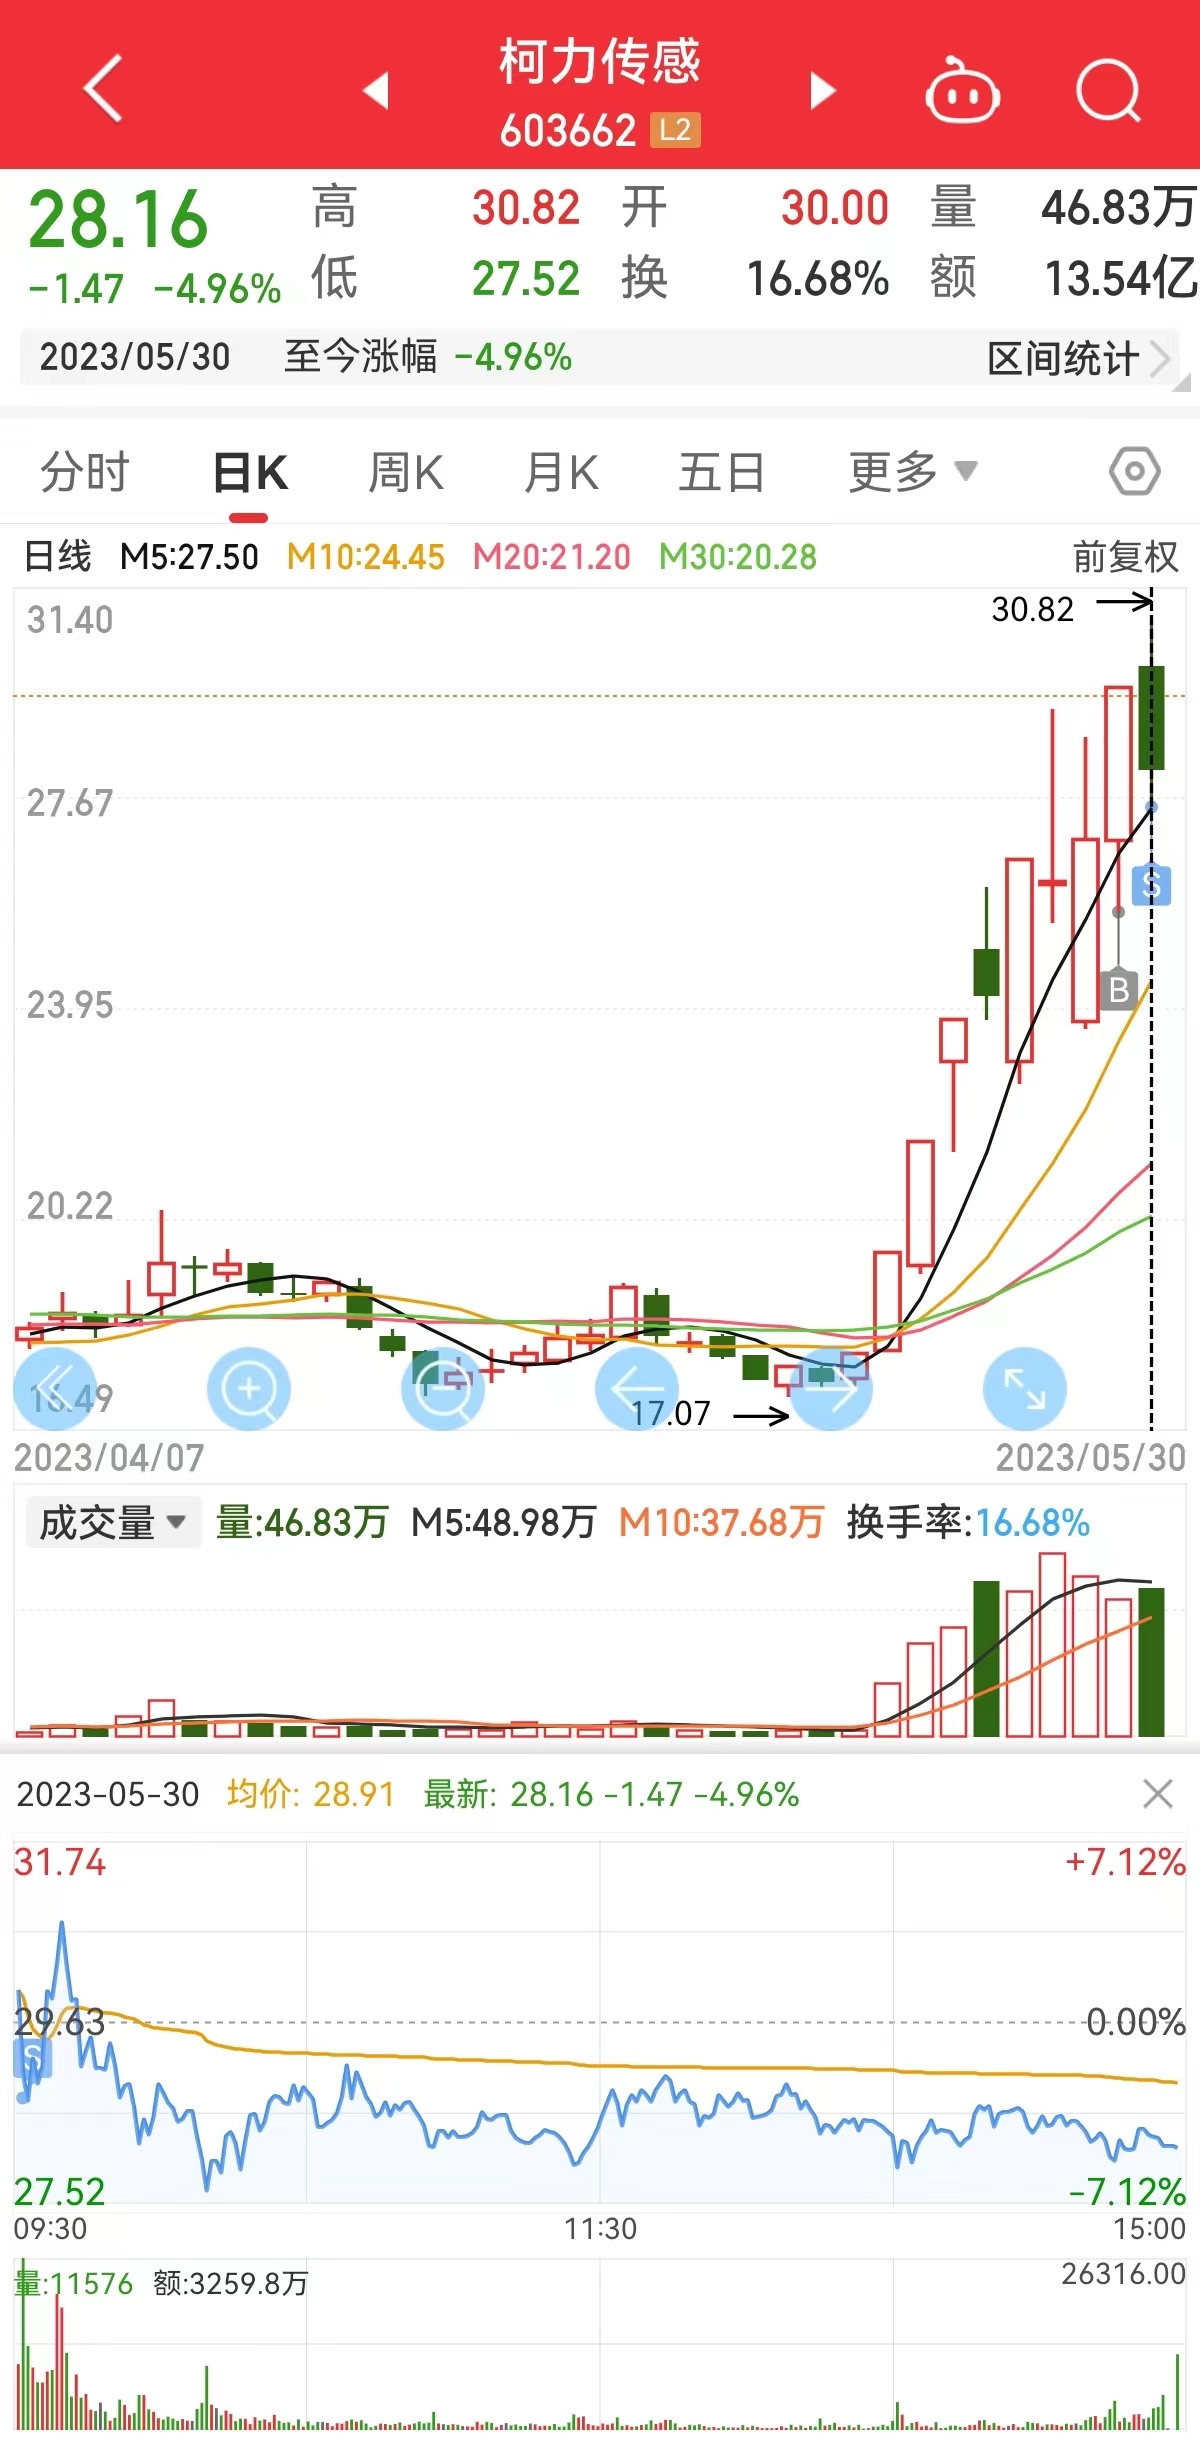 柯力传感
603662 L2
28.16 高 30.82 开 30.00 量 46.83万
-1.47 -4.96% 低 27.52 换 16.68% 额 13.54亿
2023/05/30 至今涨幅 -4.96% 区间统计
分时 日K 周K 月K 五日 更多
日线 M5:27.50 M10:24.45 M20:21.20 M30:20.28 前复权
31.40 30.82
27.67
S
23.95 B
20.22
16.49 17.07
2023/04/07 2023/05/30
成交量 量:46.83万 M5:48.98万 M10:37.68万 换手率:16.68%
2023-05-30 均价: 28.91 最新: 28.16 -1.47 -4.96%
31.74 +7.12%
29.63 0.00%
S
27.52 -7.12%
09:30 11:30 15:00
量:11576 额:3259.8万 26316.00